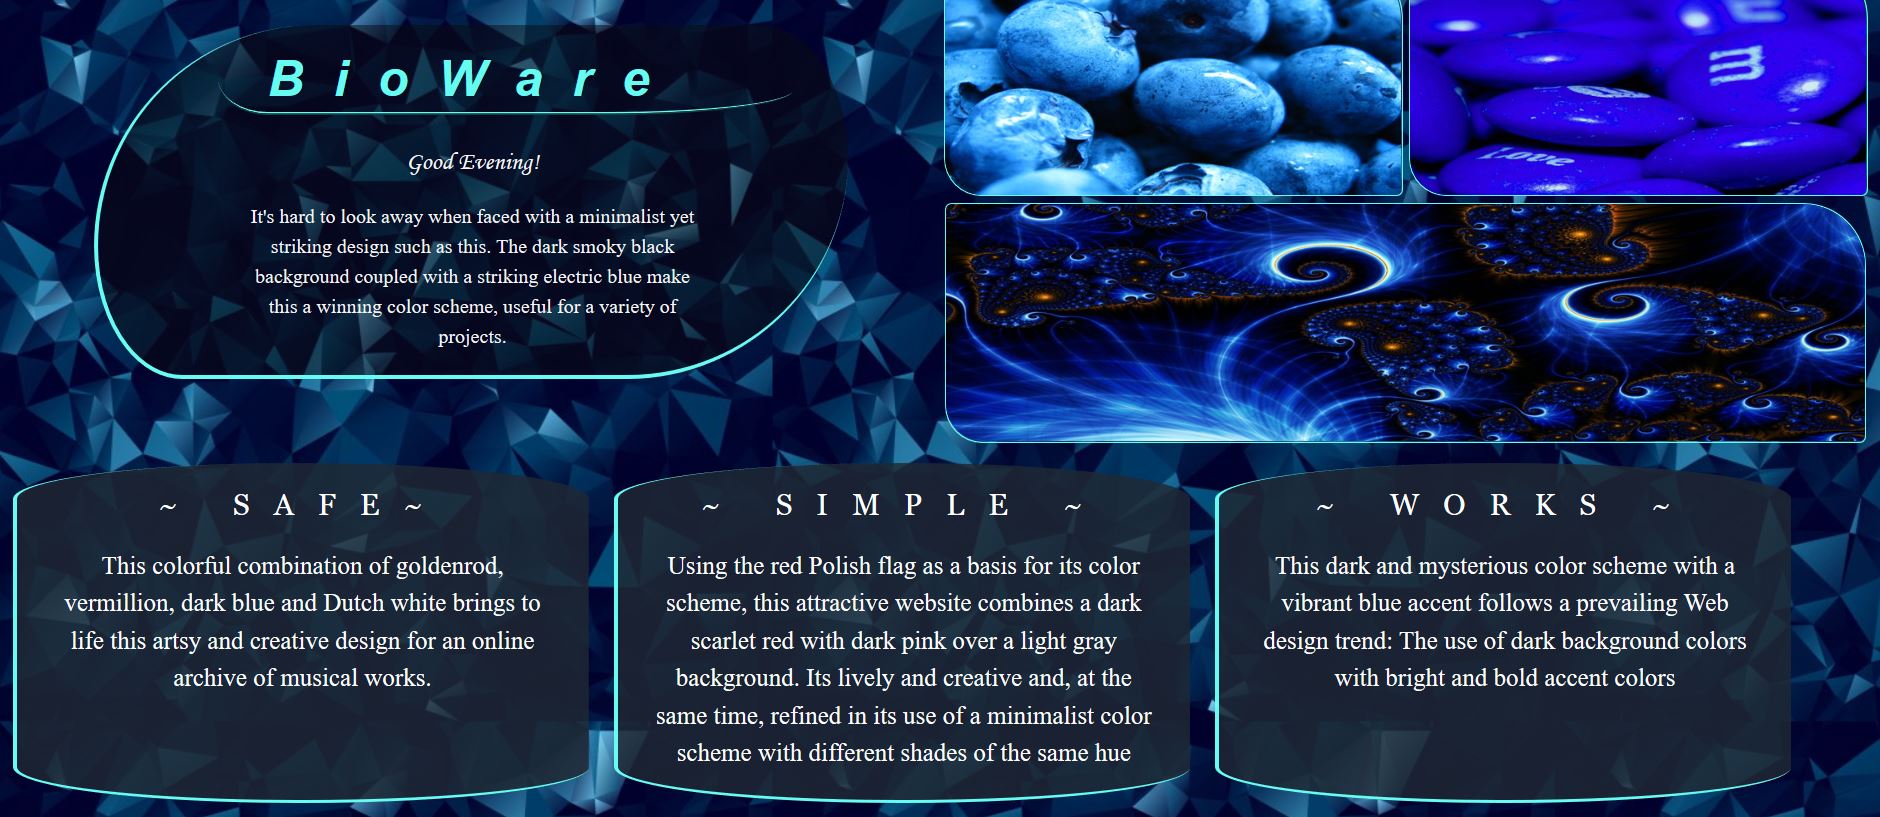 BioWare
Good Evening!
It's hard to look away when faced with a minimalist yet
striking design such as this. The dark smoky black
background coupled with a striking electric blue make
this a winning color scheme, useful for a variety of
projects.
m
Love
~ SAFE ~
This colorful combination of goldenrod,
vermillion, dark blue and Dutch white brings to
life this artsy and creative design for an online
archive of musical works.
~ SIMPLE ~
Using the red Polish flag as a basis for its color
scheme, this attractive website combines a dark
scarlet red with dark pink over a light gray
background. Its lively and creative and, at the
same time, refined in its use of a minimalist color
scheme with different shades of the same hue
~ WORKS ~
This dark and mysterious color scheme with a
vibrant blue accent follows a prevailing Web
design trend: The use of dark background colors
with bright and bold accent colors